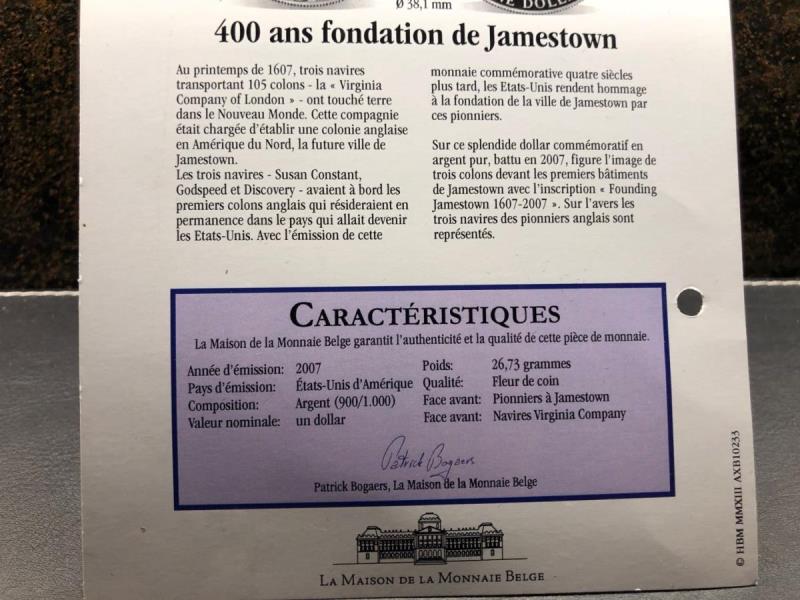 Ø 38,1 mm
DOLL
400 ans fondation de Jamestown
Au printemps de 1607, trois navires
transportant 105 colons - la « Virginia
Company of London » - ont touché terre
dans le Nouveau Monde. Cette compagnie
était chargée d'établir une colonie anglaise
en Amérique du Nord, la future ville de
Jamestown.
Les trois navires - Susan Constant,
Godspeed et Discovery - avaient à bord les
premiers colons anglais qui résideraient en
permanence dans le pays qui allait devenir
les Etats-Unis. Avec l'émission de cette
monnaie commémorative quatre siècles
plus tard, les Etats-Unis rendent hommage
à la fondation de la ville de Jamestown par
ces pionniers.
Sur ce splendide dollar commémoratif en
argent pur, battu en 2007, figure l'image de
trois colons devant les premiers bâtiments
de Jamestown avec l'inscription « Founding
Jamestown 1607-2007 ». Sur l'avers les
trois navires des pionniers anglais sont
représentés.
CARACTÉRISTIQUES
La Maison de la Monnaie Belge garantit l'authenticité et la qualité de cette pièce de monnaie.
Année d'émission: 2007
Pays d'émission: États-Unis d'Amérique
Composition: Argent (900/1.000)
Valeur nominale: un dollar
Poids: 26,73 grammes
Qualité: Fleur de coin
Face avant: Pionniers à Jamestown
Face avant: Navires Virginia Company
Patrick Bogaers
Patrick Bogaers, La Maison de la Monnaie Belge
LA MAISON DE LA MONNAIE BELGE
© HBM MMXIII AXB10233